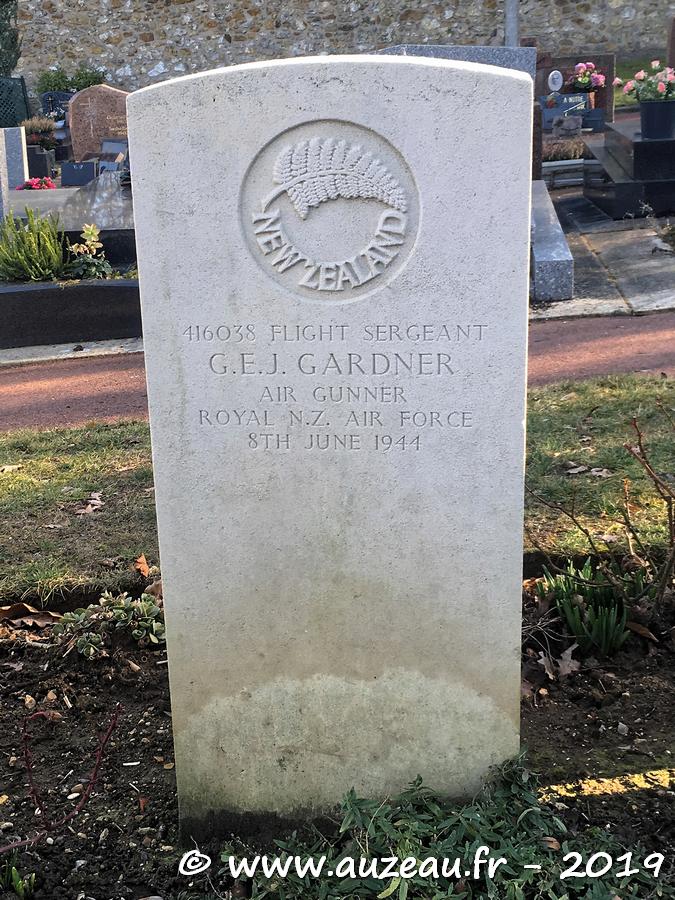 NEW ZEALAND
416038 FLIGHT SERGEANT
G.E.J. GARDNER
AIR GUNNER
ROYAL N.Z. AIR FORCE
8TH JUNE 1944
© www.auzeau.fr - 2019